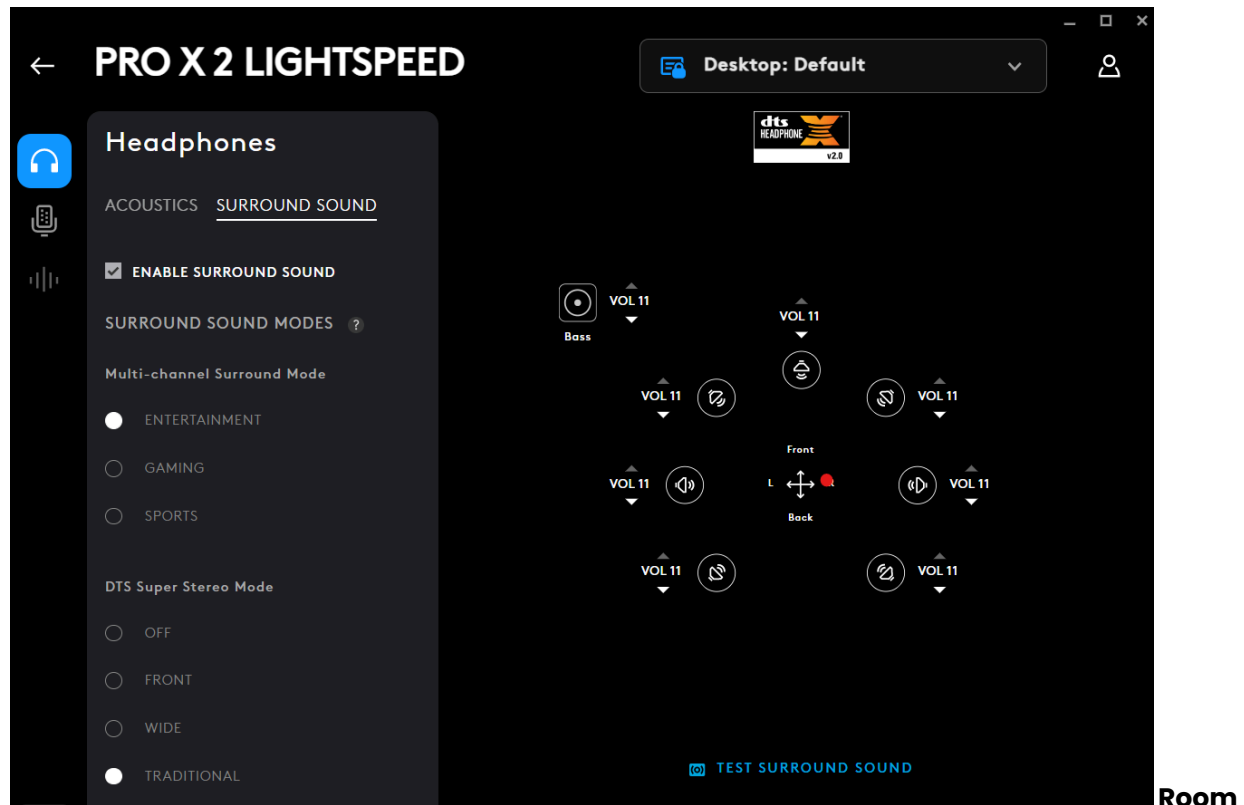 PRO X 2 LIGHTSPEED
Desktop: Default
Headphones
ACOUSTICS SURROUND SOUND
ENABLE SURROUND SOUND
SURROUND SOUND MODES ?
Multi-channel Surround Mode
ENTERTAINMENT
GAMING
SPORTS
DTS Super Stereo Mode
OFF
FRONT
WIDE
TRADITIONAL
dts
HEADPHONE
v2.0
VOL 11
Bass
VOL 11
VOL 11
VOL 11
Front
VOL 11
L
VOL 11
Back
VOL 11
VOL 11
TEST SURROUND SOUND
Room